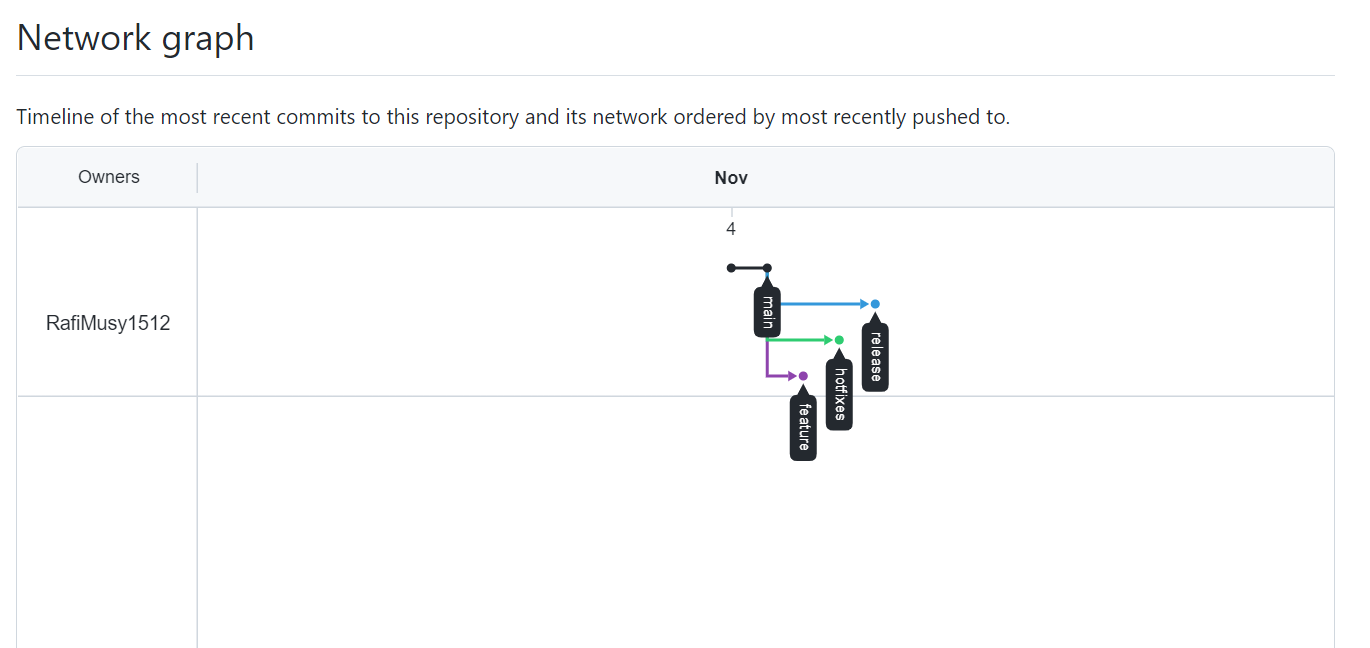 Network graph
Timeline of the most recent commits to this repository and its network ordered by most recently pushed to.
Owners
Nov
4
RafiMusy1512
main
release
hotfixes
feature